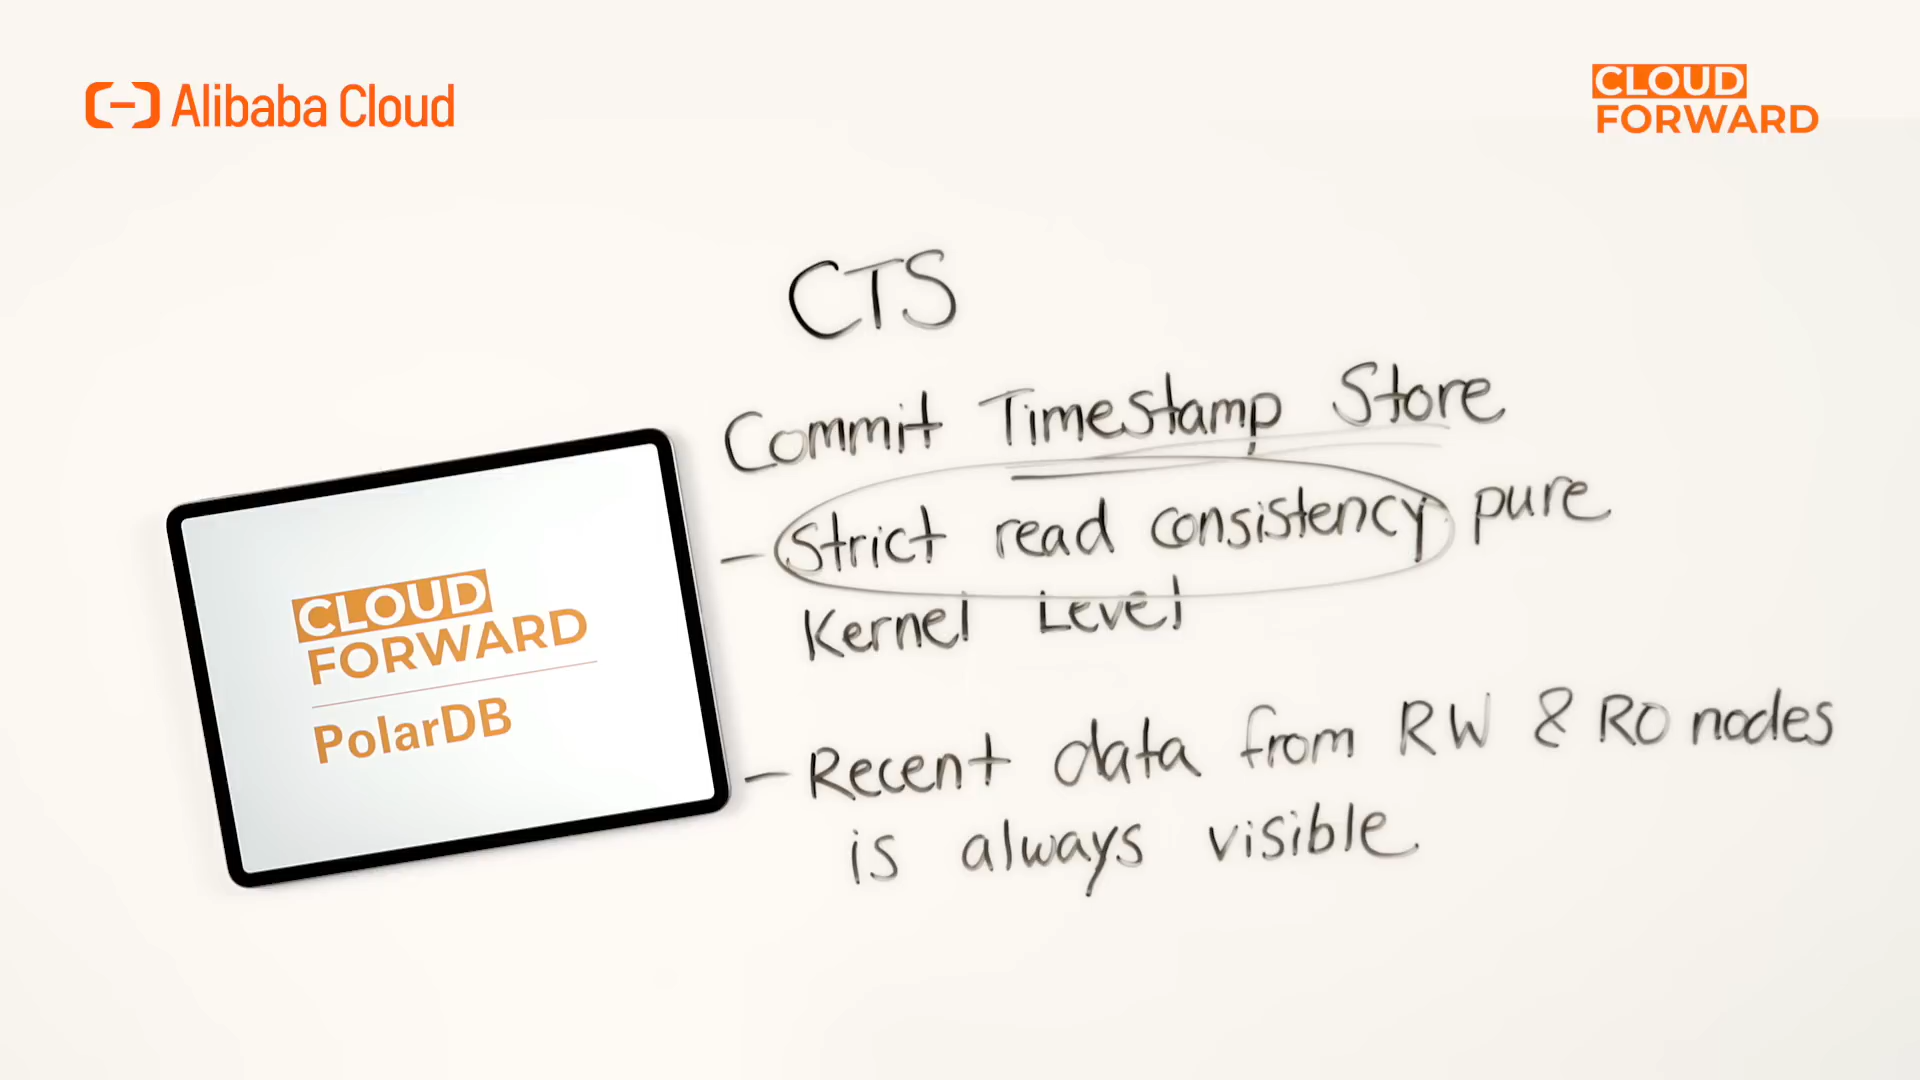 Alibaba Cloud
CLOUD
FORWARD
CTS
Commit Timestamp Store
- Strict read consistency pure
Kernel Level
- Recent data from RW & RO nodes
is always visible
CLOUD
FORWARD
PolarDB